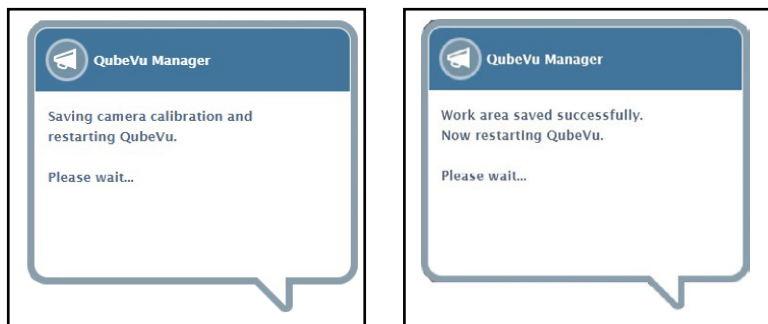 QubeVu Manager
Saving camera calibration and
restarting QubeVu.
Please wait...
QubeVu Manager
Work area saved successfully.
Now restarting QubeVu.
Please wait...